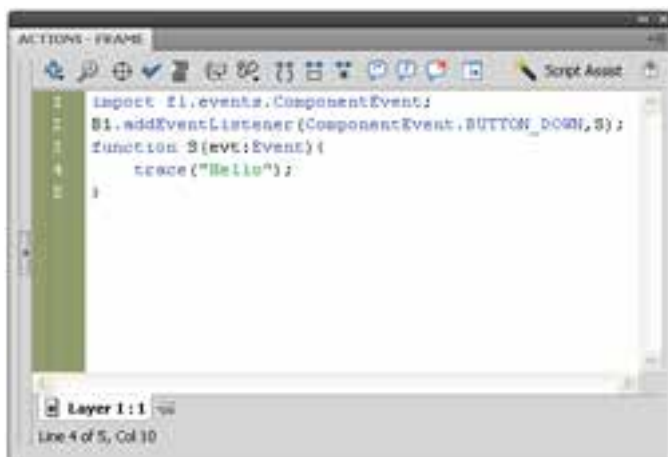 ACTIONS - FRAME
Script Assist
1 import fl.events.ComponentEvent;
2 B1.addEventListener(ComponentEvent.BUTTON_DOWN,S);
3 function S(evt:Event){
4 trace("Hello");
5 }
Layer 1 : 1
Line 4 of 5, Col 10